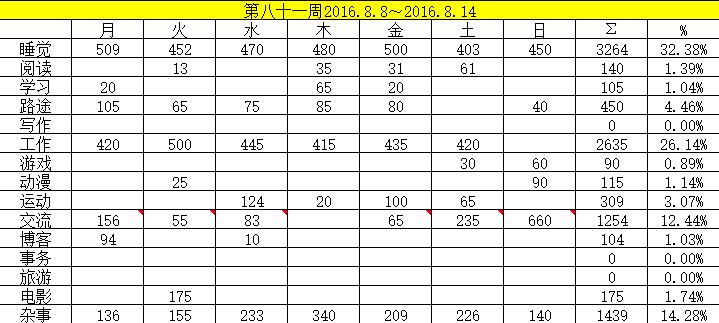 第八十一周2016.8.8～2016.8.14
月 火 水 木 金 土 日 Σ %
睡觉 509 452 470 480 500 403 450 3264 32.38%
阅读 13 35 31 61 140 1.39%
学习 20 65 20 105 1.04%
路途 105 65 75 85 80 40 450 4.46%
写作 0 0.00%
工作 420 500 445 415 435 420 2635 26.14%
游戏 30 60 90 0.89%
动漫 25 90 115 1.14%
运动 124 20 100 65 309 3.07%
交流 156 55 83 65 235 660 1254 12.44%
博客 94 10 104 1.03%
事务 0 0.00%
旅游 0 0.00%
电影 175 175 1.74%
杂事 136 155 233 340 209 226 140 1439 14.28%